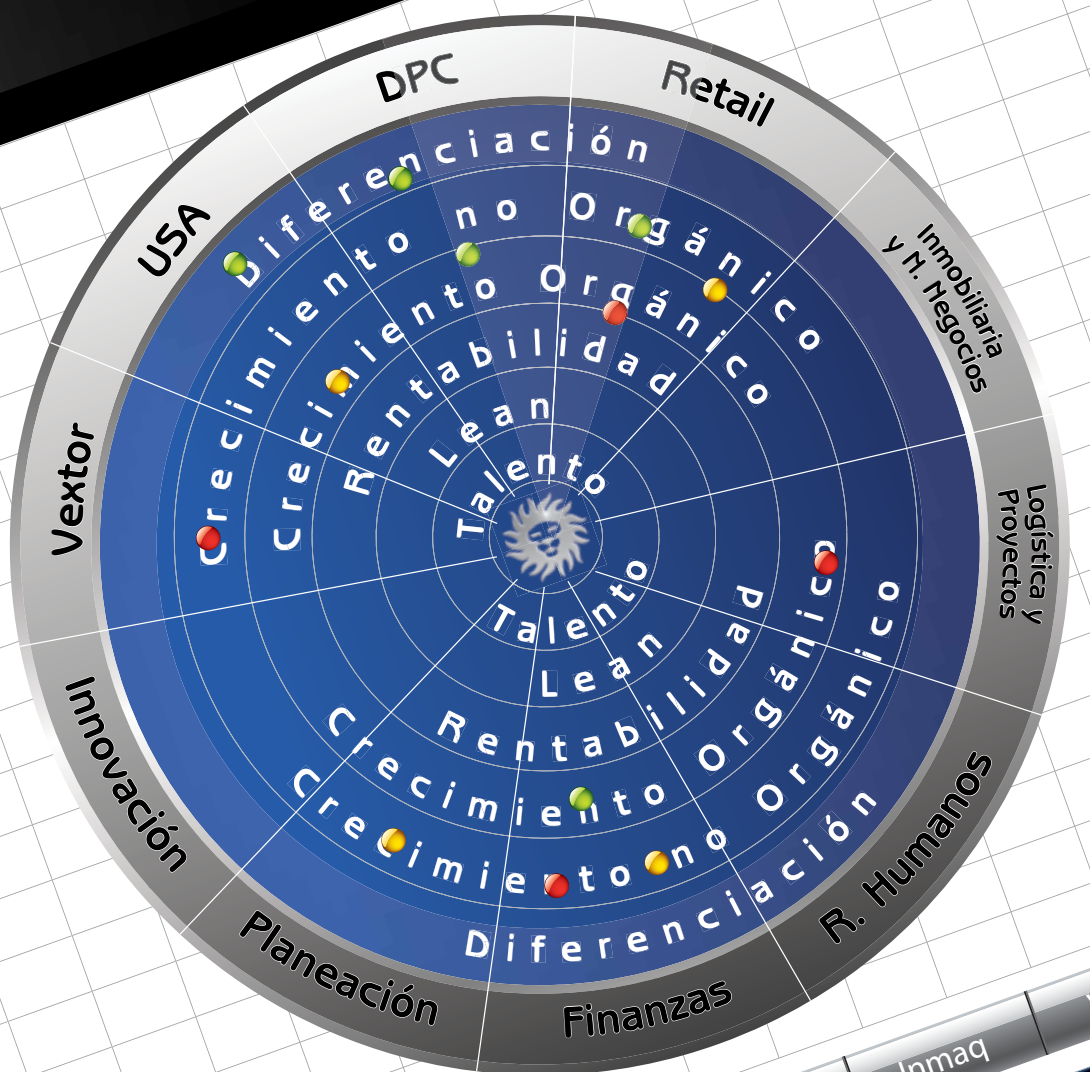 DPC
Retail
Inmobiliaria
y N. Negocios
Logística y
Proyectos
R. Humanos
Finanzas
Planeación
Innovación
Vextor
USA
Diferenciación
Crecimiento no Orgánico
Crecimiento Orgánico
Rentabilidad
Lean
Talento
Talento
Lean
Rentabilidad
Crecimiento Orgánico
Crecimiento no Orgánico
Diferenciación
Inmaq